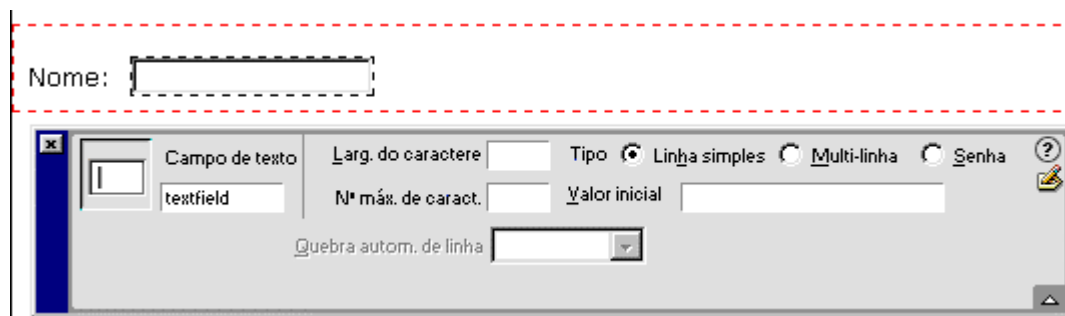 Nome:
Campo de texto Larg. do caractere Tipo Linha simples Multi-linha Senha
textfield Nº máx. de caract. Valor inicial
Quebra autom. de linha